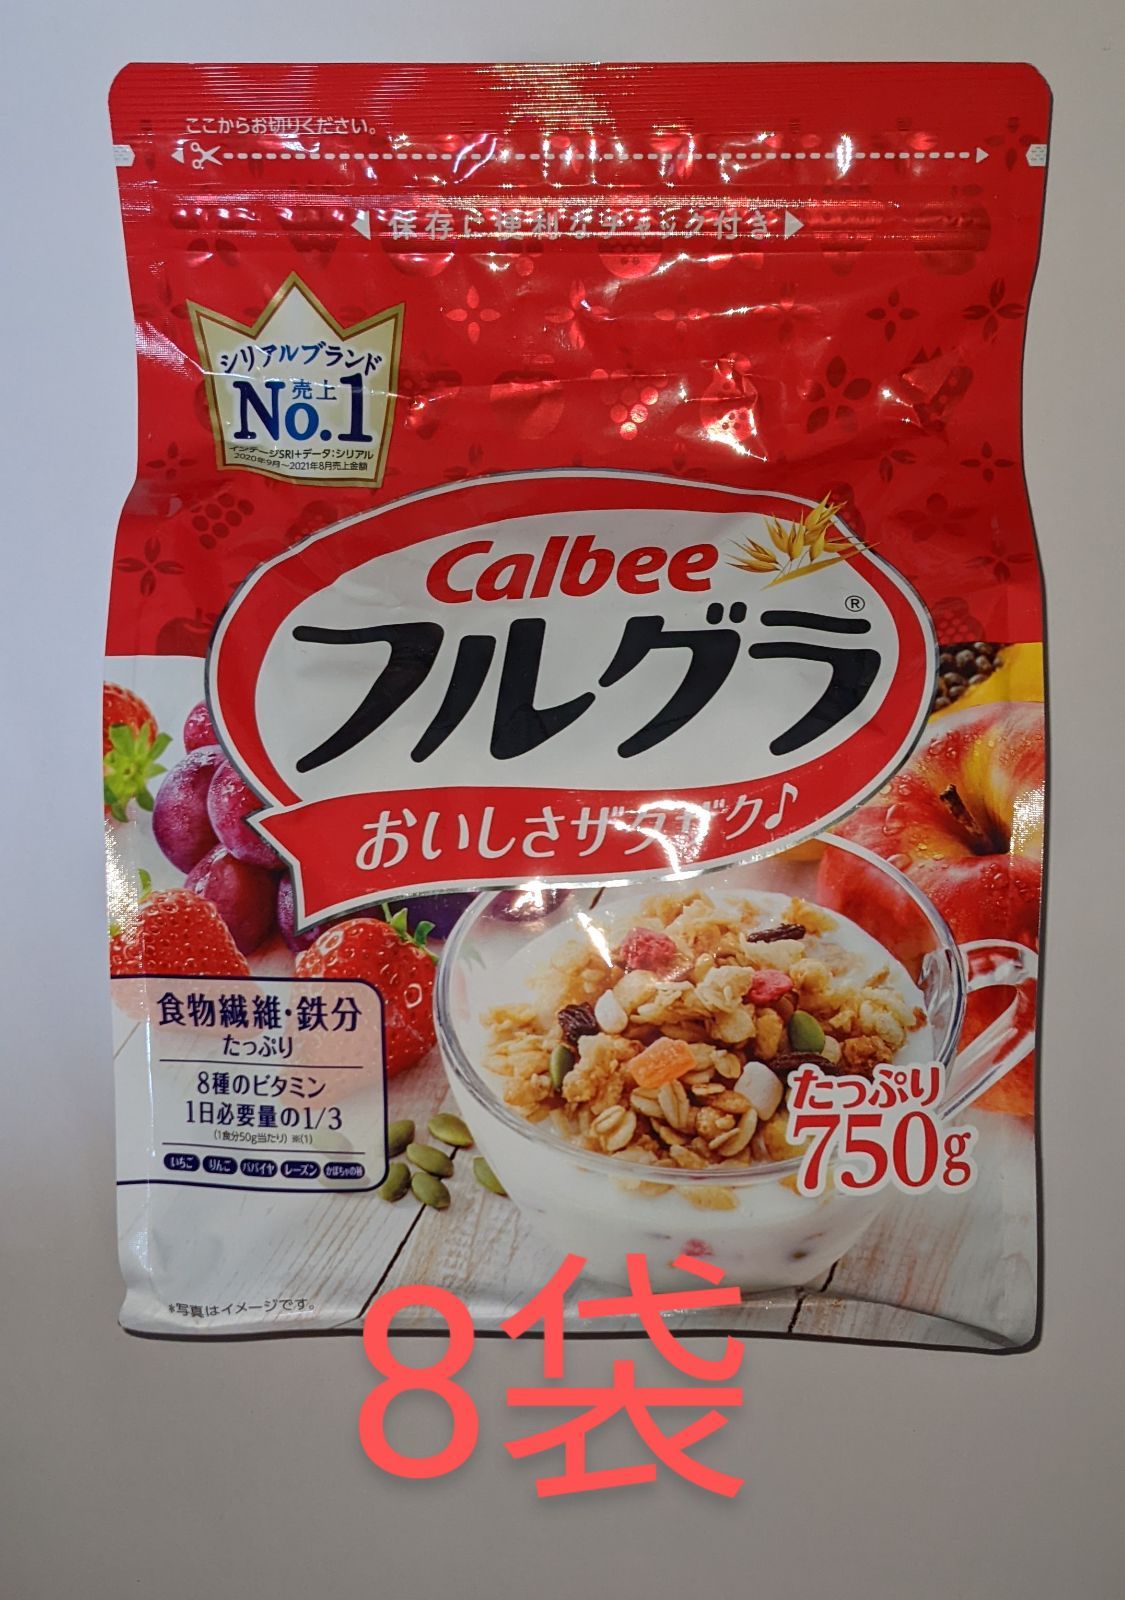 ここからお切りください。
保存に便利なチャック付き
シリアルブランド
売上
No.1
インテージSRI+データ:シリアル
2020年9月～2021年8月売上金額
Calbee
フルグラ®
おいしさザクザク♪
食物繊維・鉄分
たっぷり
8種のビタミン
1日必要量の1/3
(1食分50g当たり) ※(1)
いちご りんご パパイヤ レーズン かぼちゃの種
たっぷり
750g
*写真はイメージです。
8袋